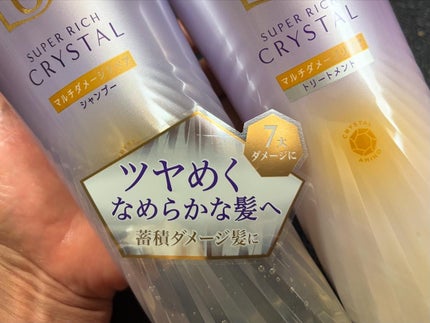 SUPER RICH
CRYSTAL
マルチダメージ
シャンプー
7大
ダメージに
ツヤめく
なめらかな髪へ
蓄積ダメージ髪に
SUPER RICH
CRYSTAL
マルチダメージ
トリートメント
CRYSTAL
AMINO